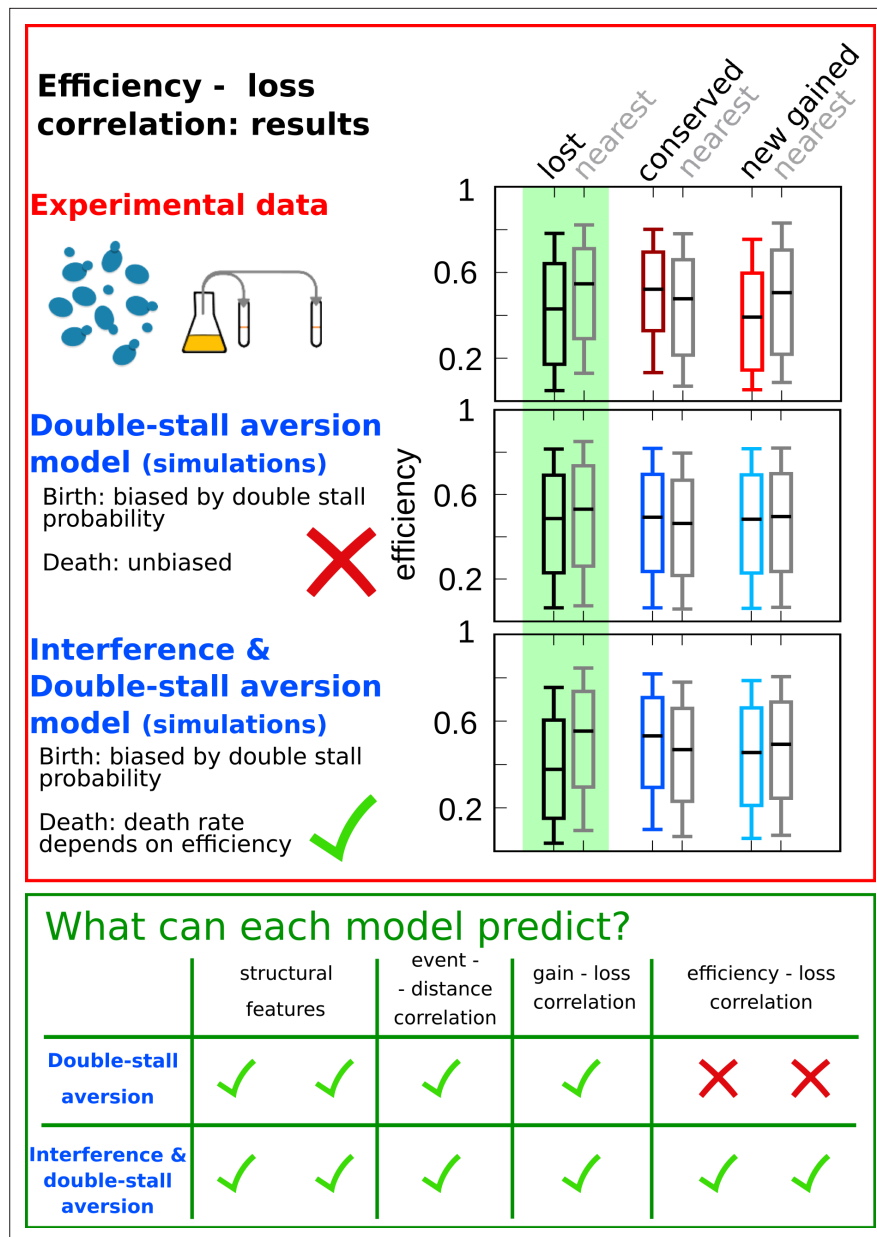 Efficiency -  loss
correlation: results
lost
nearest
conserved
nearest
new gained
nearest
Experimental data
1
0.6
0.2
Double-stall aversion
model (simulations)
Birth: biased by double stall
probability
Death: unbiased
efficiency
1
0.6
0.2
Interference &
Double-stall aversion
model (simulations)
Birth: biased by double stall
probability
Death: death rate
depends on efficiency
1
0.6
0.2
What can each model predict?
structural
features
event -
- distance
correlation
gain - loss
correlation
efficiency - loss
correlation
Double-stall
aversion
Interference &
double-stall
aversion